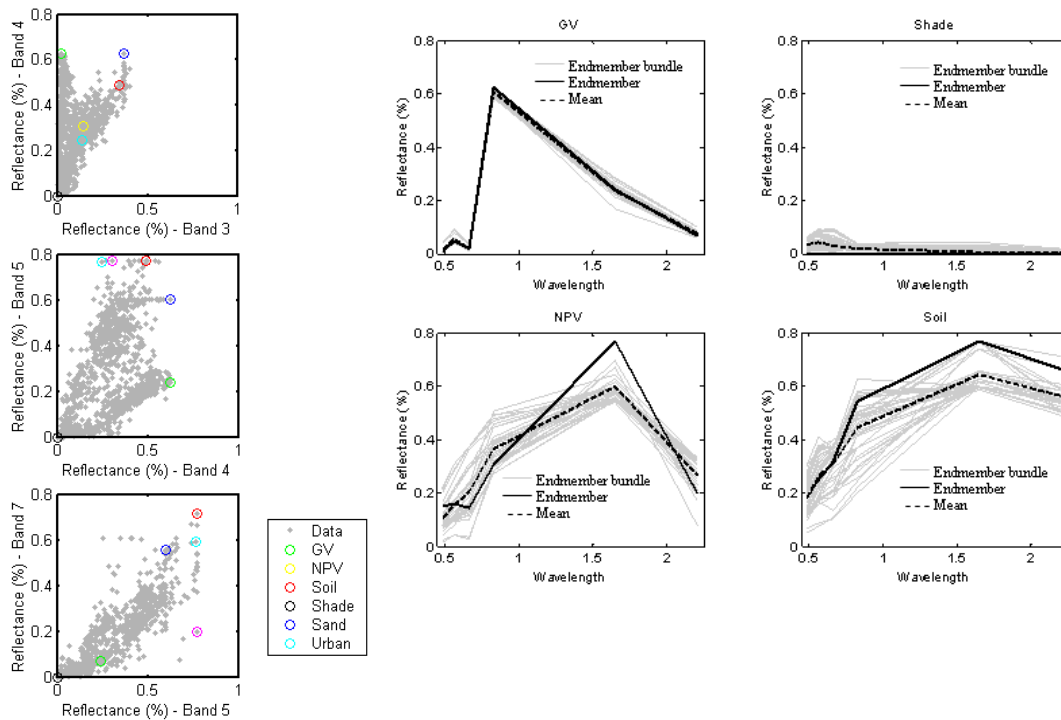 0.8
0.6
0.4
0.2
0
0 0.5 1
Reflectance (%) - Band 4
Reflectance (%) - Band 3
0.8
0.6
0.4
0.2
0
0 0.5 1
Reflectance (%) - Band 5
Reflectance (%) - Band 4
0.8
0.6
0.4
0.2
0
0 0.5 1
Reflectance (%) - Band 7
Reflectance (%) - Band 5
Data
GV
NPV
Soil
Shade
Sand
Urban
GV
0.8
0.6
0.4
0.2
0
0.5 1 1.5 2
Reflectance (%)
Wavelength
Endmember bundle
Endmember
Mean
Shade
0.8
0.6
0.4
0.2
0
0.5 1 1.5 2
Reflectance (%)
Wavelength
Endmember bundle
Endmember
Mean
NPV
0.8
0.6
0.4
0.2
0
0.5 1 1.5 2
Reflectance (%)
Wavelength
Endmember bundle
Endmember
Mean
Soil
0.8
0.6
0.4
0.2
0
0.5 1 1.5 2
Reflectance (%)
Wavelength
Endmember bundle
Endmember
Mean